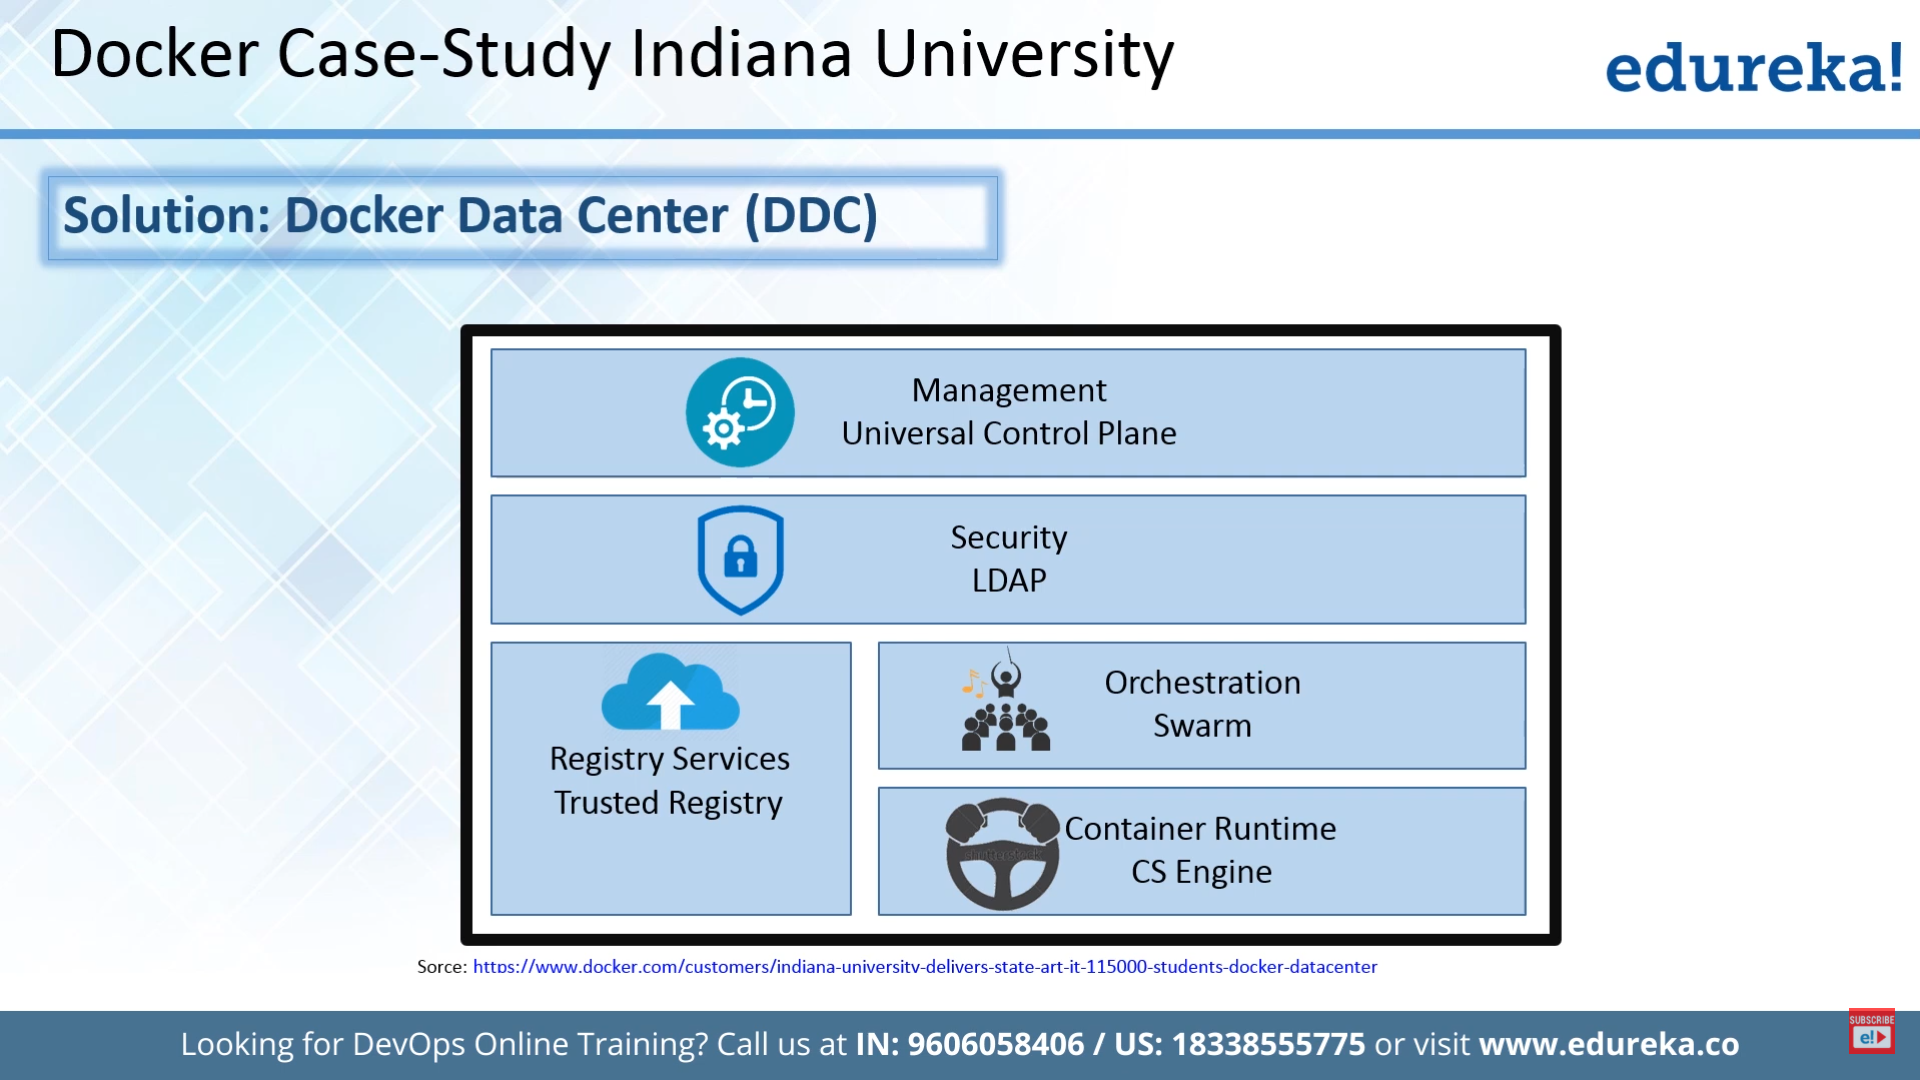 Docker Case-Study Indiana University
edureka!
Solution: Docker Data Center (DDC)
Management
Universal Control Plane
Security
LDAP
Registry Services
Trusted Registry
Orchestration
Swarm
Container Runtime
CS Engine
shutterstock
Sorce: https://www.docker.com/customers/indiana-university-delivers-state-art-it-115000-students-docker-datacenter
Looking for DevOps Online Training? Call us at IN: 9606058406 / US: 18338555775 or visit www.edureka.co
SUBSCRIBE
e!